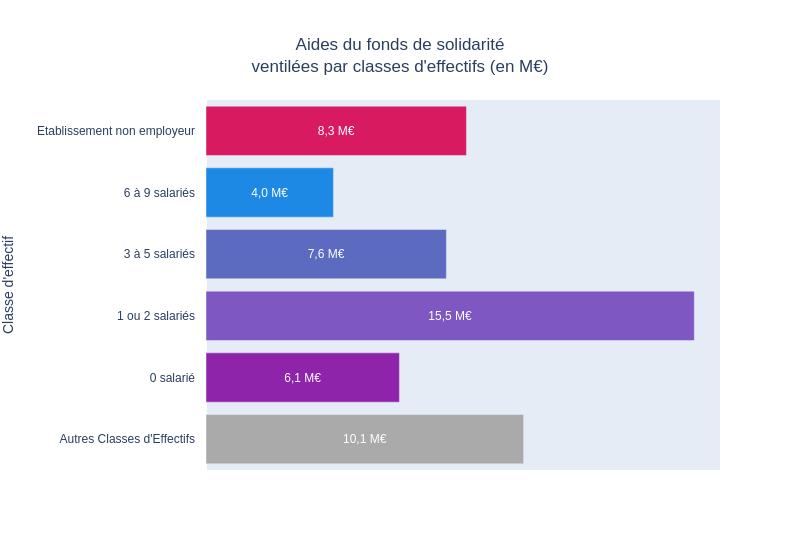 Aides du fonds de solidarité
ventilées par classes d'effectifs (en M€)
Classe d'effectif
Etablissement non employeur
8,3 M€
6 à 9 salariés
4,0 M€
3 à 5 salariés
7,6 M€
1 ou 2 salariés
15,5 M€
0 salarié
6,1 M€
Autres Classes d'Effectifs
10,1 M€